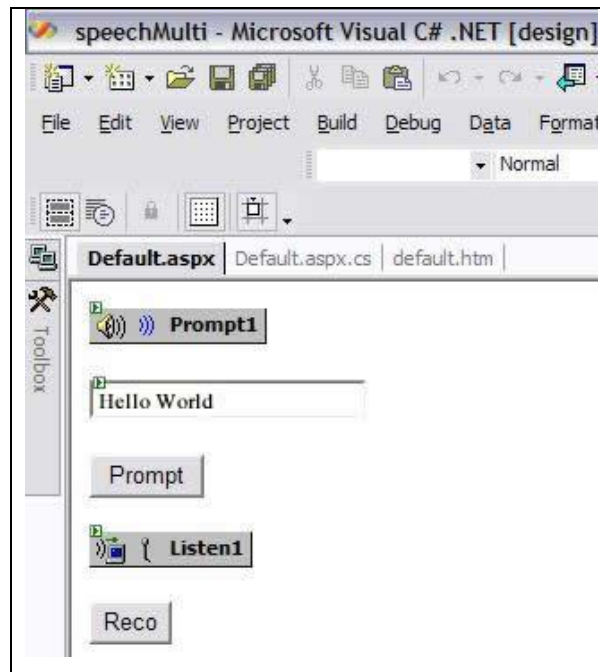 speechMulti - Microsoft Visual C# .NET [design]
File Edit View Project Build Debug Data Format
Normal
Default.aspx Default.aspx.cs default.htm
Toolbox
Prompt1
Hello World
Prompt
Listen1
Reco